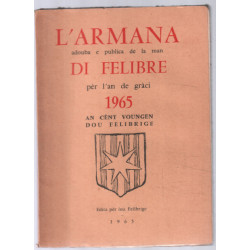 L'ARMANA
adouba e publica de la man
DI FELIBRE
pèr l'an de gràci
1965
AN CÉNT VOUNGEN
DOU FELIBRIGE
Edita pèr lou Felibrige
1965